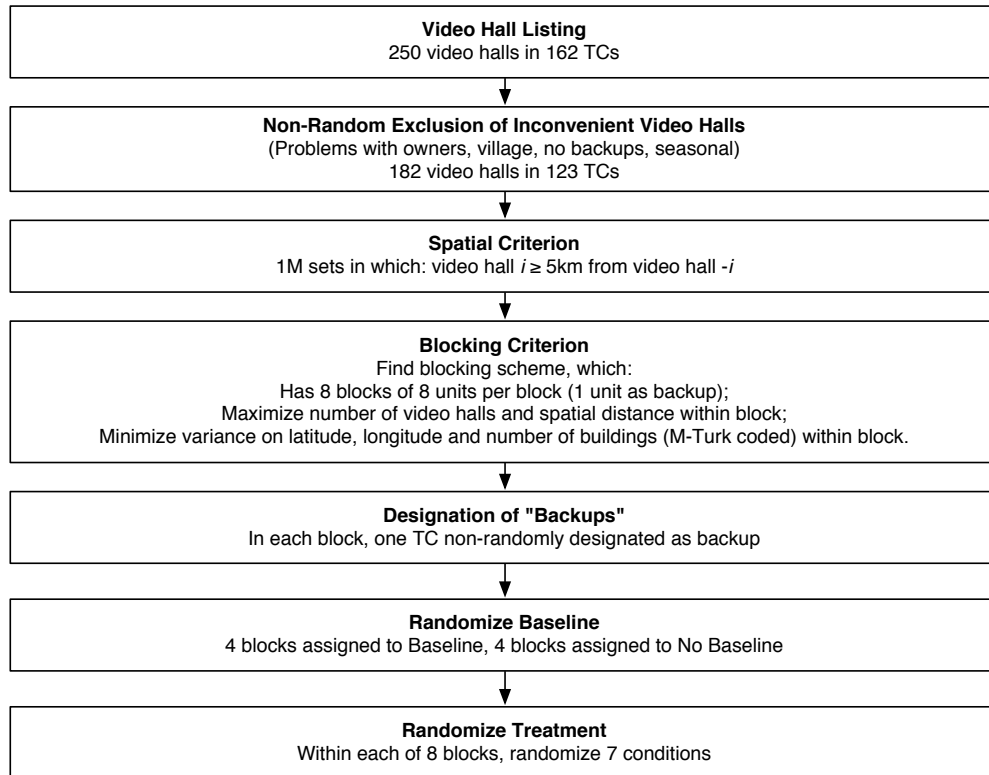 Video Hall Listing
250 video halls in 162 TCs
Non-Random Exclusion of Inconvenient Video Halls
(Problems with owners, village, no backups, seasonal)
182 video halls in 123 TCs
Spatial Criterion
1M sets in which: video hall i ≥ 5km from video hall -i
Blocking Criterion
Find blocking scheme, which:
Has 8 blocks of 8 units per block (1 unit as backup);
Maximize number of video halls and spatial distance within block;
Minimize variance on latitude, longitude and number of buildings (M-Turk coded) within block.
Designation of "Backups"
In each block, one TC non-randomly designated as backup
Randomize Baseline
4 blocks assigned to Baseline, 4 blocks assigned to No Baseline
Randomize Treatment
Within each of 8 blocks, randomize 7 conditions